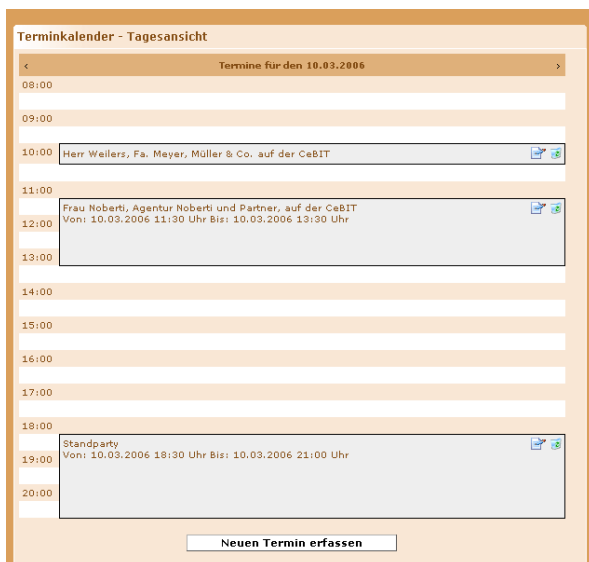 Terminkalender - Tagesansicht
‹ Termine für den 10.03.2006 ›
08:00
09:00
10:00 Herr Weilers, Fa. Meyer, Müller & Co. auf der CeBIT
11:00
Frau Noberti, Agentur Noberti und Partner, auf der CeBIT
Von: 10.03.2006 11:30 Uhr Bis: 10.03.2006 13:30 Uhr
12:00
13:00
14:00
15:00
16:00
17:00
18:00
Standparty
Von: 10.03.2006 18:30 Uhr Bis: 10.03.2006 21:00 Uhr
19:00
20:00
Neuen Termin erfassen